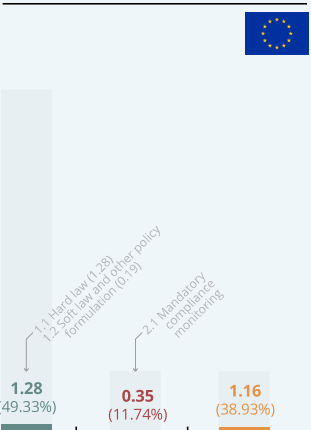 1.1 Hard law (1.28)
1.2 Soft law and other policy
formulation (0.19)
2.1 Mandatory
compliance
monitoring
1.28
(49.33%)
0.35
(11.74%)
1.16
(38.93%)